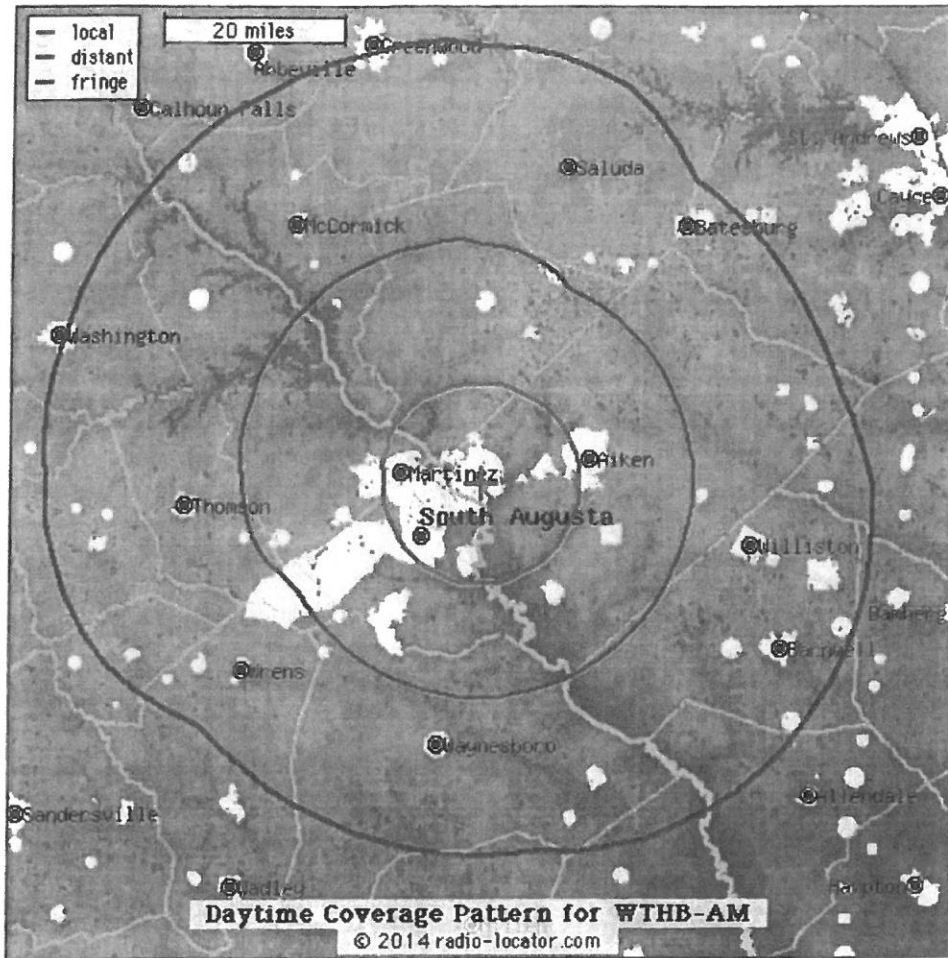 local
distant
fringe
20 miles
Greenwood
Abbeville
Calhoun Falls
St. Andrews
Saluda
Cayce
McCormick
Batesburg
Washington
Aiken
Martinez
Thomson
South Augusta
Williston
Bamberg
Barnwell
Wrens
Waynesboro
Allendale
Sandersville
Wadley
Hampton
Daytime Coverage Pattern for WTHB-AM
© 2014 radio-locator.com